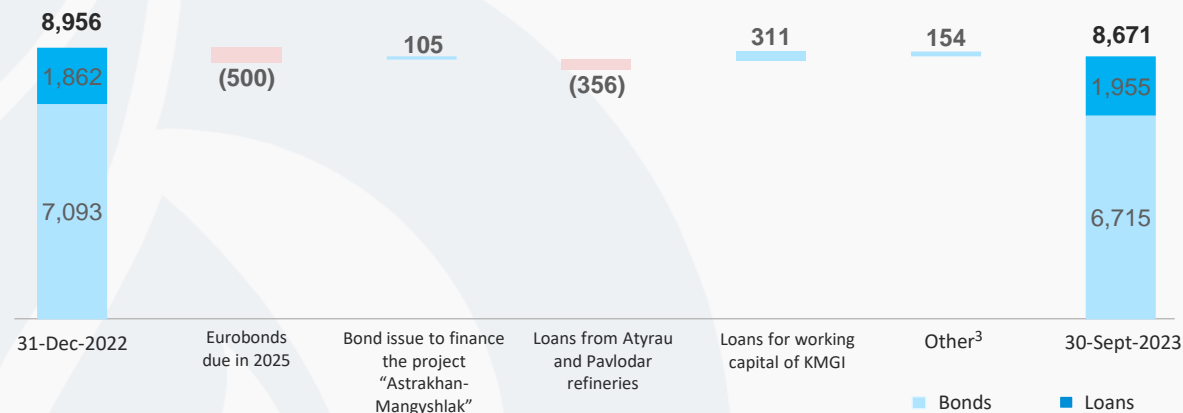 8,956
1,862
7,093
(500)
105
(356)
311
154
8,671
1,955
6,715
31-Dec-2022
Eurobonds
due in 2025
Bond issue to finance
the project
“Astrakhan-
Mangyshlak”
Loans from Atyrau
and Pavlodar
refineries
Loans for working
capital of KMGI
Other3
30-Sept-2023
Bonds
Loans